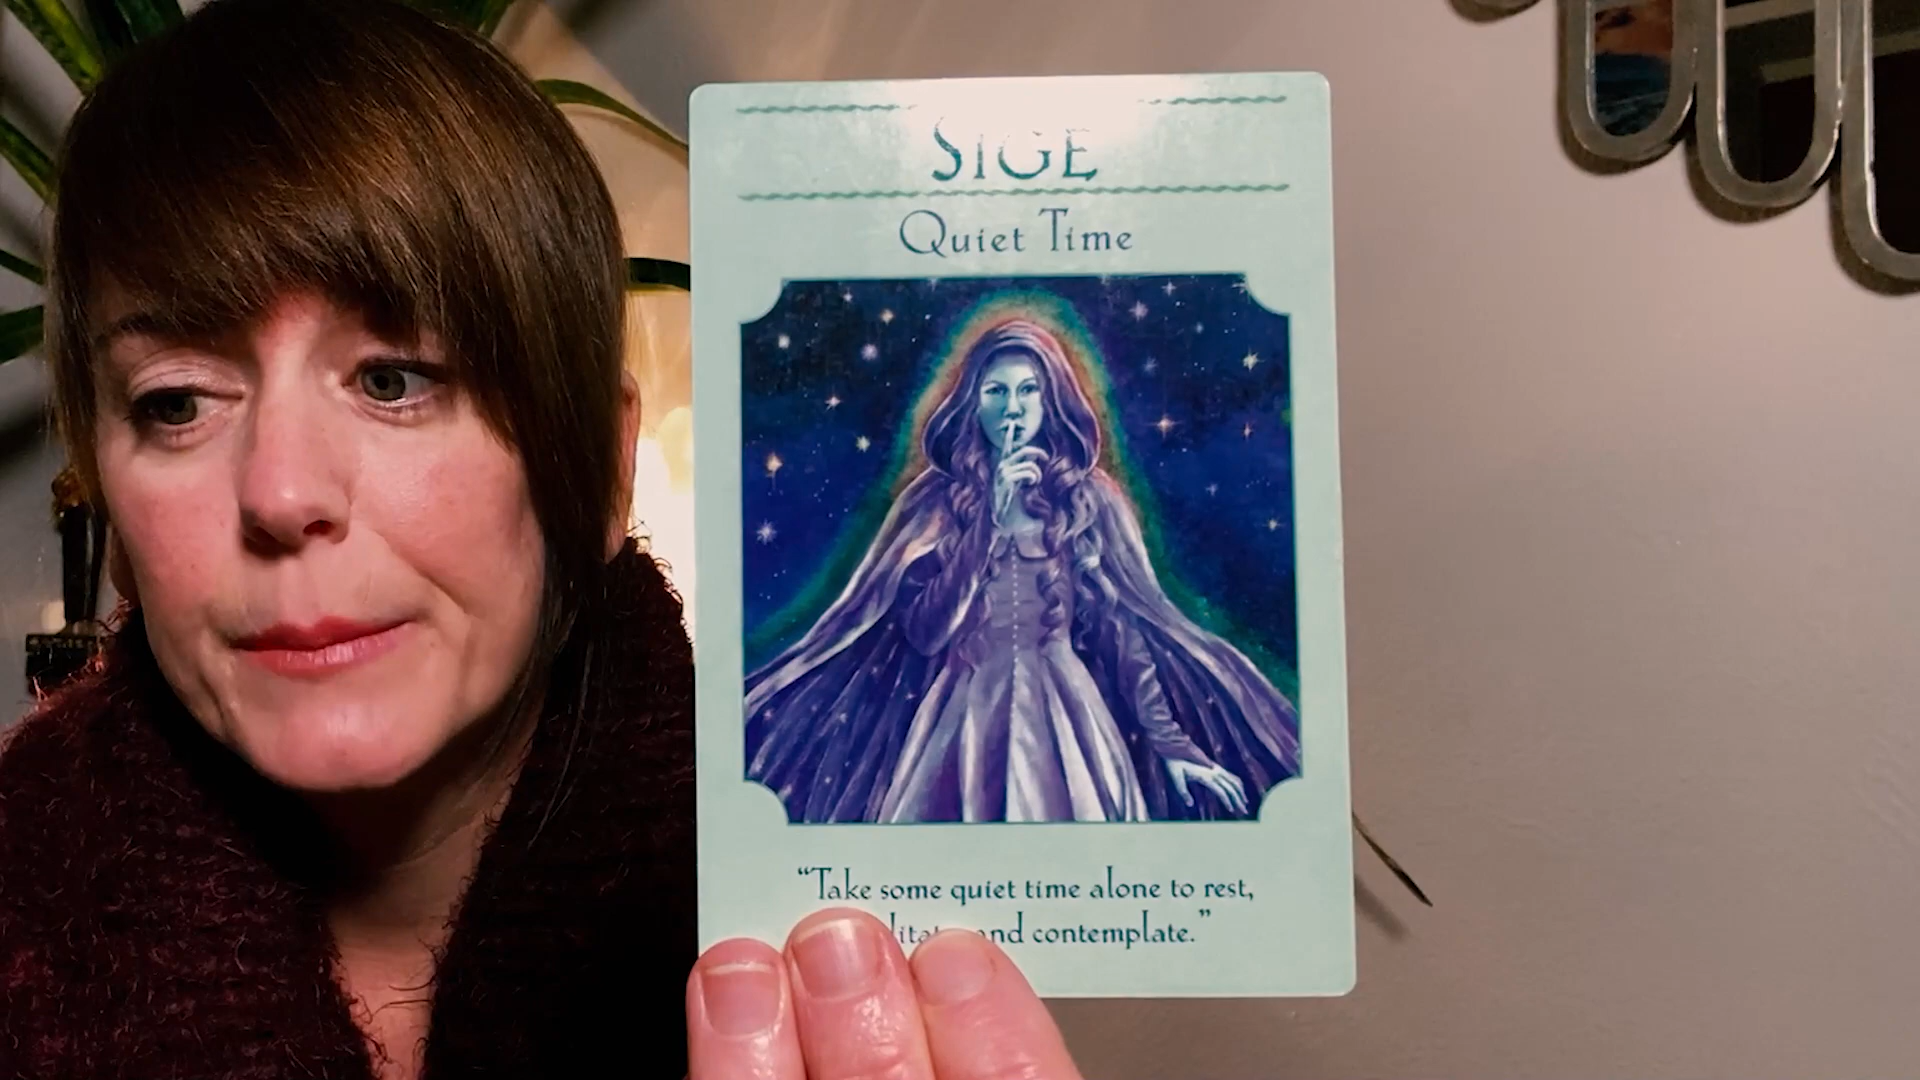 SIGE
Quiet Time
“Take some quiet time alone to rest,
and contemplate.”